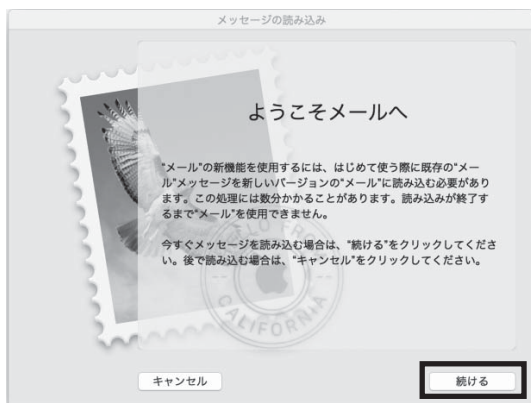 メッセージの読み込み
ようこそメールへ
"メール"の新機能を使用するには、はじめて使う際に既存の"メー
ル"メッセージを新しいバージョンの"メール"に読み込む必要があり
ます。この処理には数分かかることがあります。読み込みが終了す
るまで"メール"を使用できません。
今すぐメッセージを読み込む場合は、"続ける"をクリックしてくださ
い。後で読み込む場合は、"キャンセル"をクリックしてください。
HELLO FROM
CALIFORNIA
キャンセル
続ける